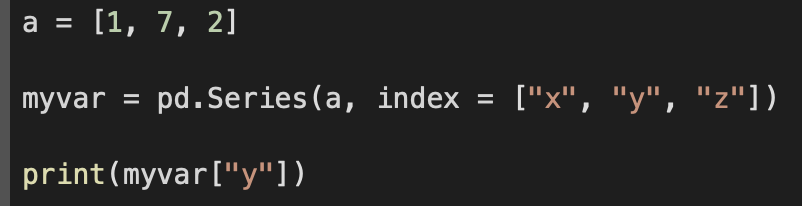 a = [1, 7, 2]
myvar = pd.Series(a, index = ["x", "y", "z"])
print(myvar["y"])